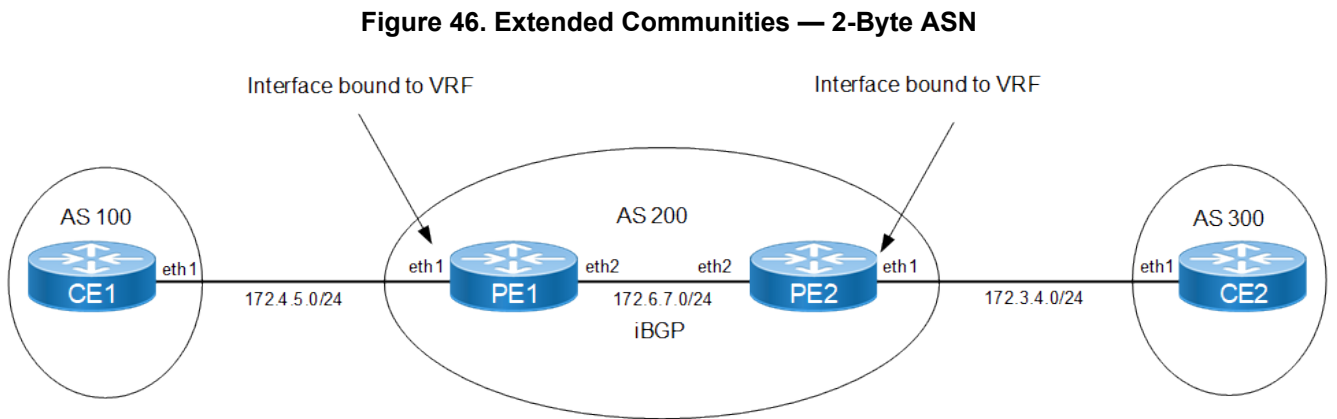 Figure 46. Extended Communities — 2-Byte ASN
Interface bound to VRF
Interface bound to VRF
AS 100
AS 200
AS 300
eth1
eth1
eth2
eth2
eth1
eth1
CE1
PE1
PE2
CE2
172.4.5.0/24
172.6.7.0/24
172.3.4.0/24
iBGP